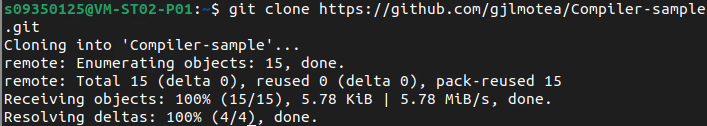 s09350125@VM-ST02-P01:~$ git clone https://github.com/gjlmotea/Compiler-sample
.git
Cloning into 'Compiler-sample'...
remote: Enumerating objects: 15, done.
remote: Total 15 (delta 0), reused 0 (delta 0), pack-reused 15
Receiving objects: 100% (15/15), 5.78 KiB | 5.78 MiB/s, done.
Resolving deltas: 100% (4/4), done.